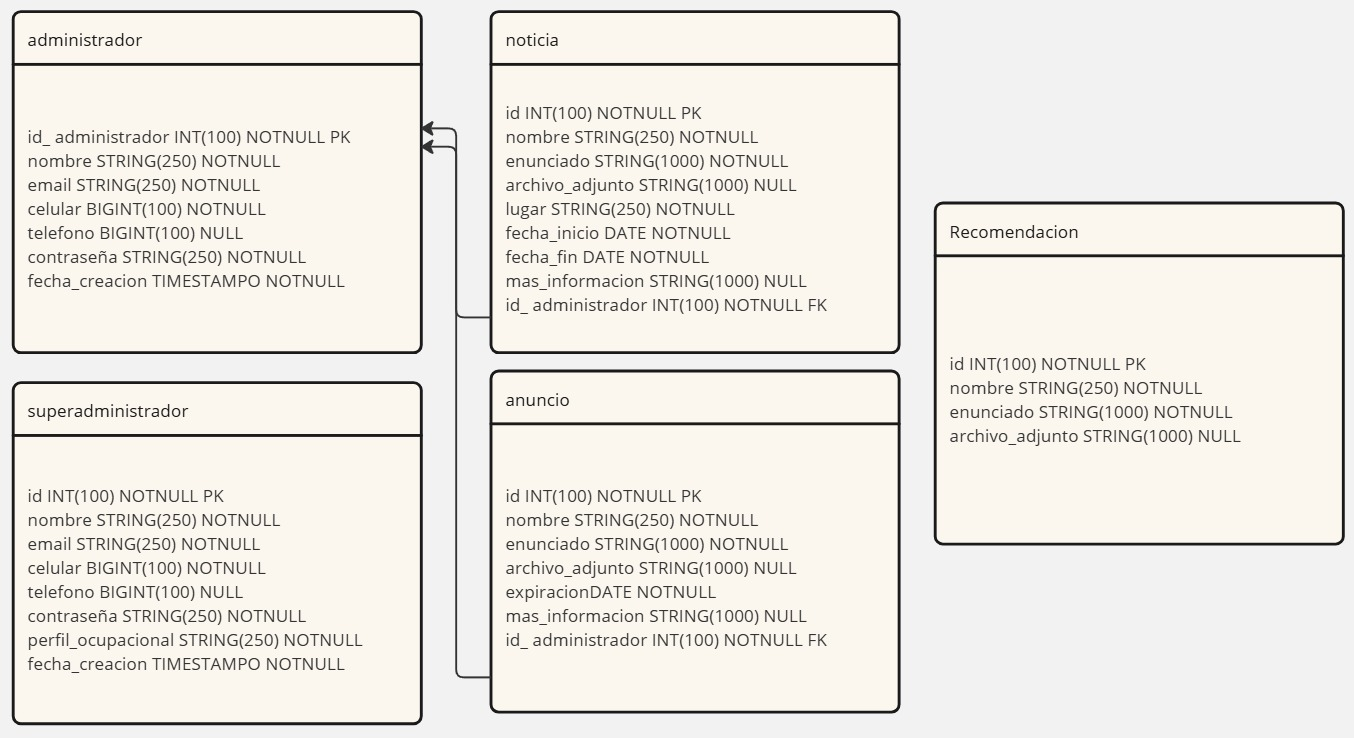 administrador
id_ administrador INT(100) NOTNULL PK
nombre STRING(250) NOTNULL
email STRING(250) NOTNULL
celular BIGINT(100) NOTNULL
telefono BIGINT(100) NULL
contraseña STRING(250) NOTNULL
fecha_creacion TIMESTAMPO NOTNULL
noticia
id INT(100) NOTNULL PK
nombre STRING(250) NOTNULL
enunciado STRING(1000) NOTNULL
archivo_adjunto STRING(1000) NULL
lugar STRING(250) NOTNULL
fecha_inicio DATE NOTNULL
fecha_fin DATE NOTNULL
mas_informacion STRING(1000) NULL
id_ administrador INT(100) NOTNULL FK
superadministrador
id INT(100) NOTNULL PK
nombre STRING(250) NOTNULL
email STRING(250) NOTNULL
celular BIGINT(100) NOTNULL
telefono BIGINT(100) NULL
contraseña STRING(250) NOTNULL
perfil_ocupacional STRING(250) NOTNULL
fecha_creacion TIMESTAMPO NOTNULL
anuncio
id INT(100) NOTNULL PK
nombre STRING(250) NOTNULL
enunciado STRING(1000) NOTNULL
archivo_adjunto STRING(1000) NULL
expiracionDATE NOTNULL
mas_informacion STRING(1000) NULL
id_ administrador INT(100) NOTNULL FK
Recomendacion
id INT(100) NOTNULL PK
nombre STRING(250) NOTNULL
enunciado STRING(1000) NOTNULL
archivo_adjunto STRING(1000) NULL